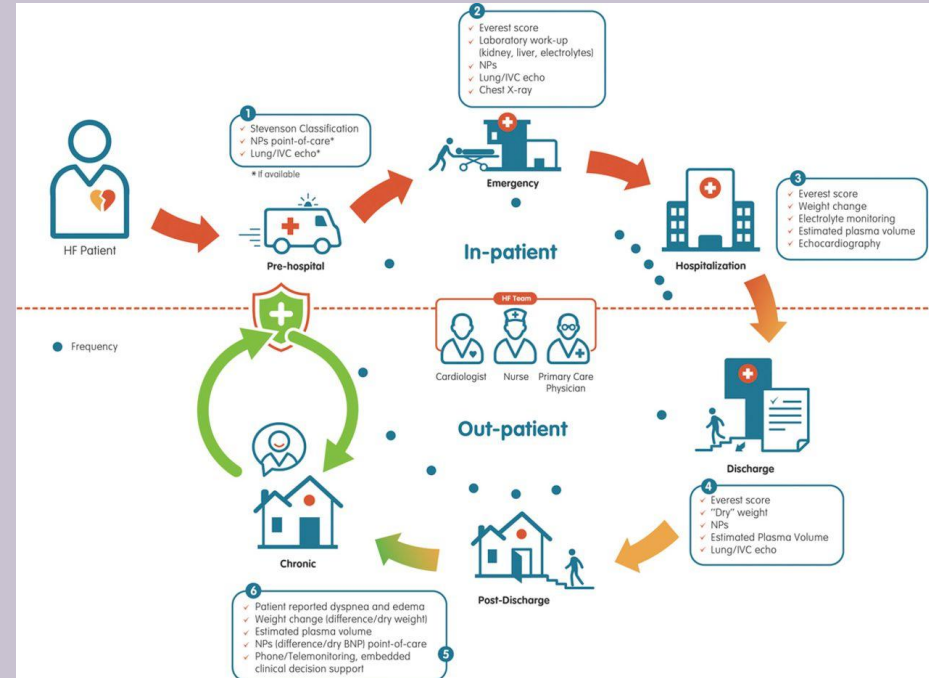 2
✓ Everest score
✓ Laboratory work-up
(kidney, liver, electrolytes)
✓ NPs
✓ Lung/IVC echo
✓ Chest X-ray
1
✓ Stevenson Classification
✓ NPs point-of-care*
✓ Lung/IVC echo*
* If available
HF Patient
Pre-hospital
Emergency
3
✓ Everest score
✓ Weight change
✓ Electrolyte monitoring
✓ Estimated plasma volume
✓ Echocardiography
Hospitalization
In-patient
HF Team
Cardiologist
Nurse
Primary Care
Physician
Frequency
Out-patient
Discharge
4
✓ Everest score
✓ "Dry" weight
✓ NPs
✓ Estimated Plasma Volume
✓ Lung/IVC echo
Post-Discharge
Chronic
6
✓ Patient reported dyspnea and edema
✓ Weight change (difference/dry weight)
✓ Estimated plasma volume
✓ NPs (difference/dry BNP) point-of-care
✓ Phone/Telemonitoring, embedded
clinical decision support
5